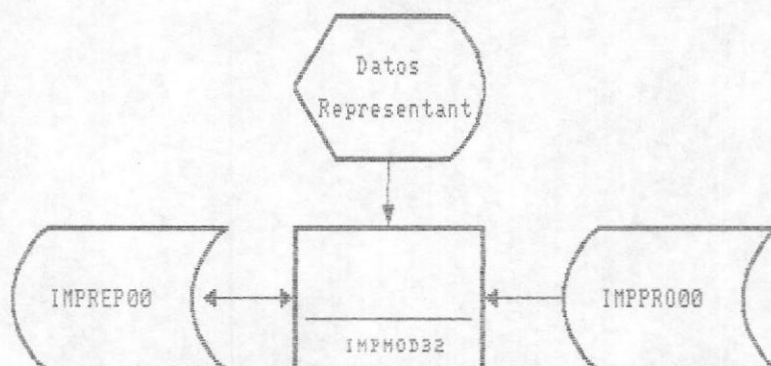 Datos
Representant
IMPREP00
IMPPRO00
IMPMOD32